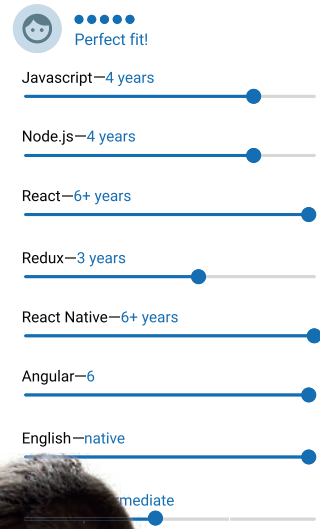 Perfect fit!
Javascript—4 years
Node.js—4 years
React—6+ years
Redux—3 years
React Native—6+ years
Angular—6
English—native